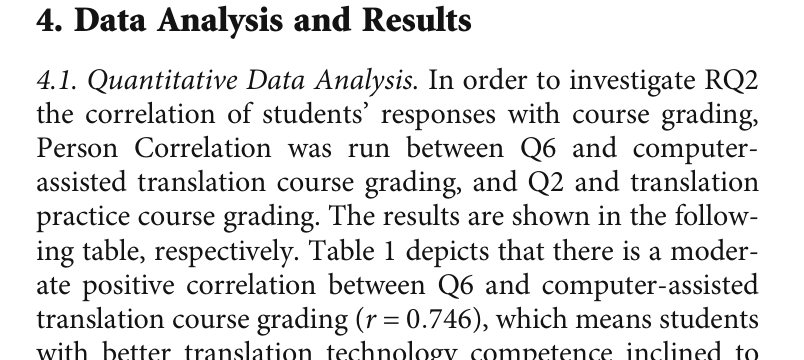 4. Data Analysis and Results
4.1. Quantitative Data Analysis. In order to investigate RQ2
the correlation of students’ responses with course grading,
Person Correlation was run between Q6 and computer-
assisted translation course grading, and Q2 and translation
practice course grading. The results are shown in the follow-
ing table, respectively. Table 1 depicts that there is a moder-
ate positive correlation between Q6 and computer-assisted
translation course grading (r = 0.746), which means students
with better translation technology competence inclined to